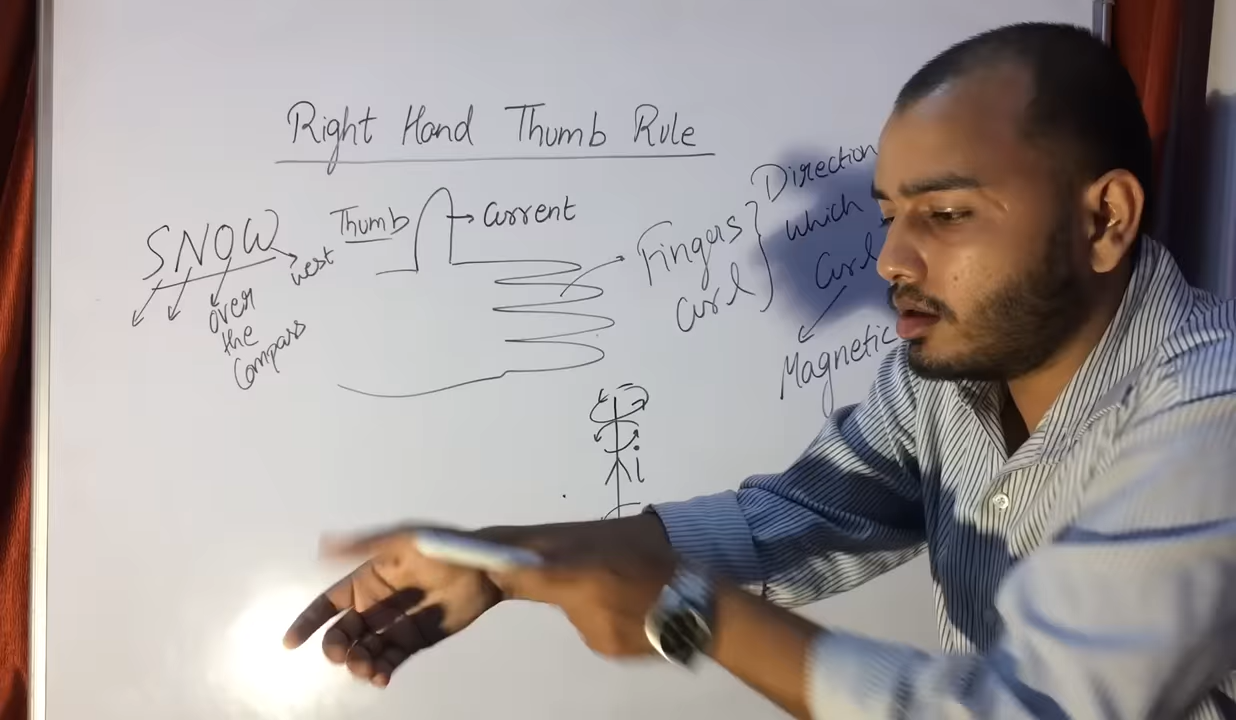 Right Hand Thumb Rule
SNOW
west
over
the
Compass
Thumb
Current
Fingers
Curl
Direction
which
Curl
Magnetic
i